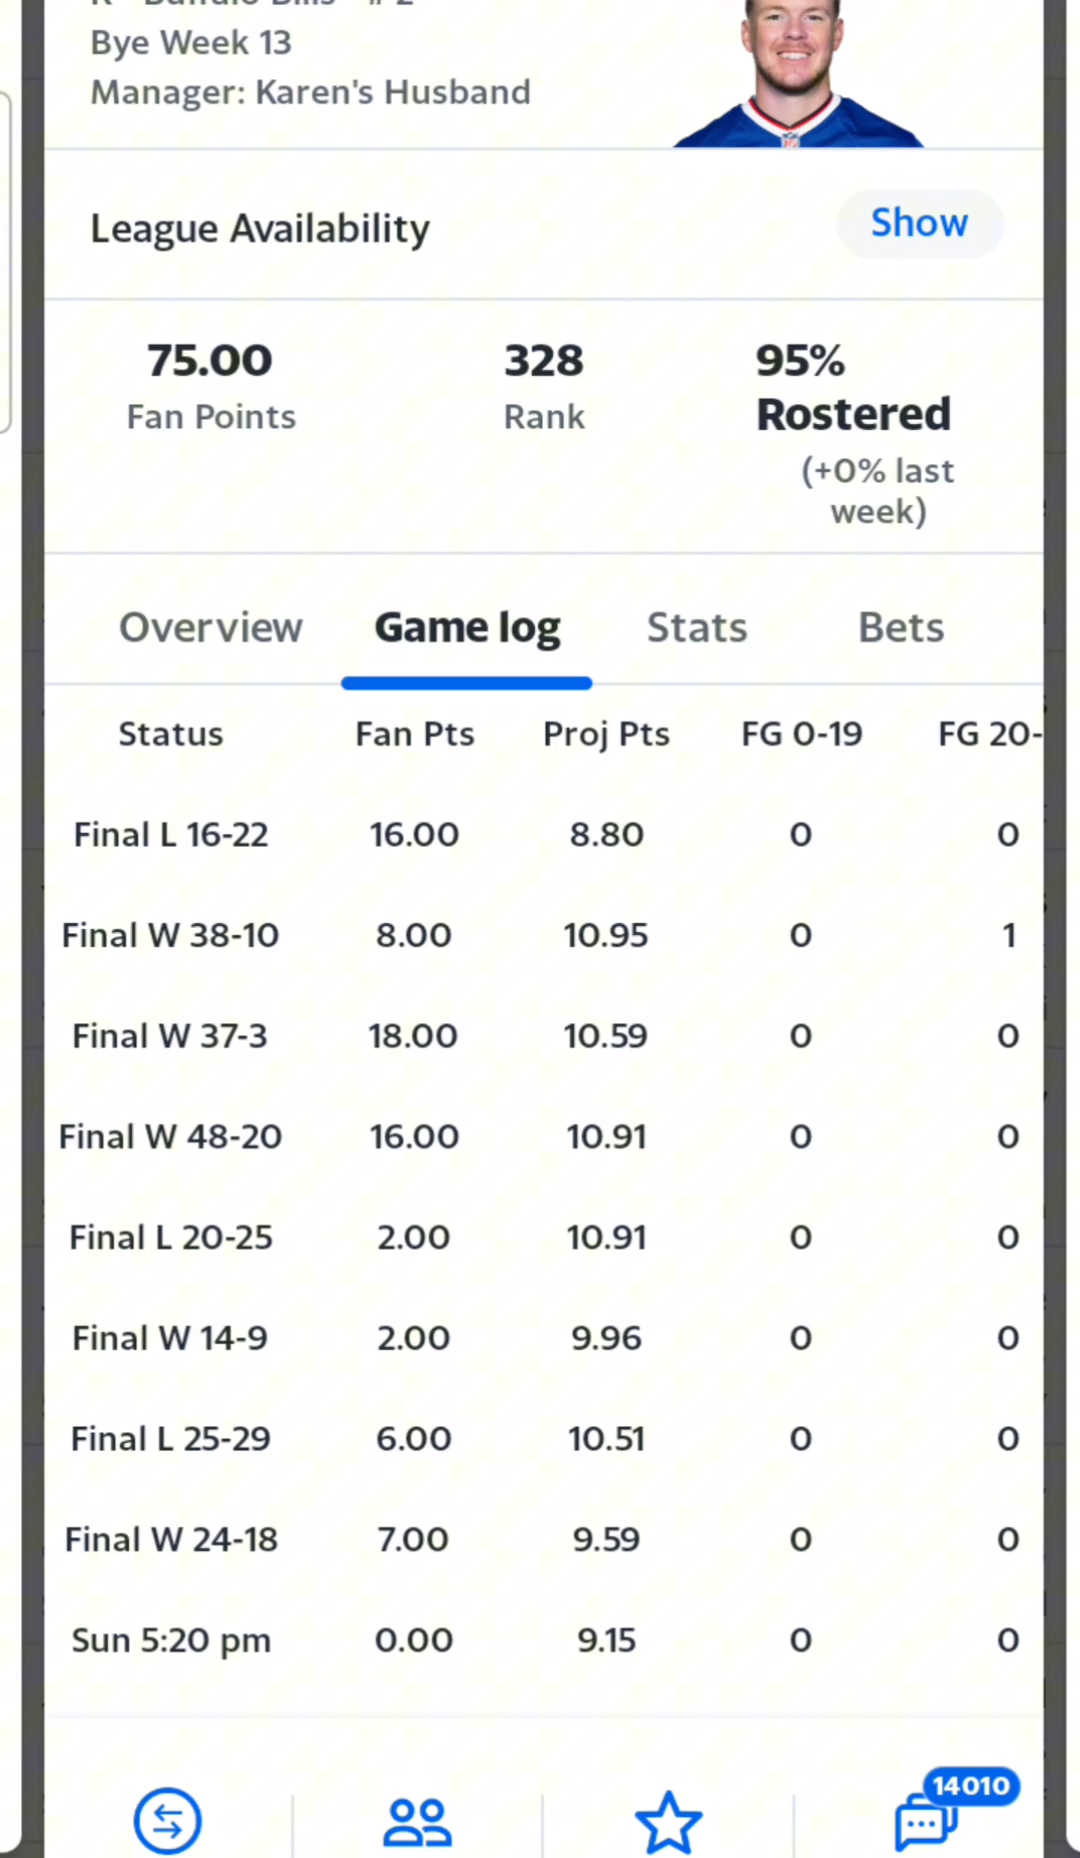 K - Buffalo Bills - # 2
Bye Week 13
Manager: Karen's Husband
League Availability
Show
75.00
Fan Points
328
Rank
95%
Rostered
(+0% last
week)
Overview Game log Stats Bets
Status Fan Pts Proj Pts FG 0-19 FG 20-
Final L 16-22 16.00 8.80 0 0
Final W 38-10 8.00 10.95 0 1
Final W 37-3 18.00 10.59 0 0
Final W 48-20 16.00 10.91 0 0
Final L 20-25 2.00 10.91 0 0
Final W 14-9 2.00 9.96 0 0
Final L 25-29 6.00 10.51 0 0
Final W 24-18 7.00 9.59 0 0
Sun 5:20 pm 0.00 9.15 0 0
14010